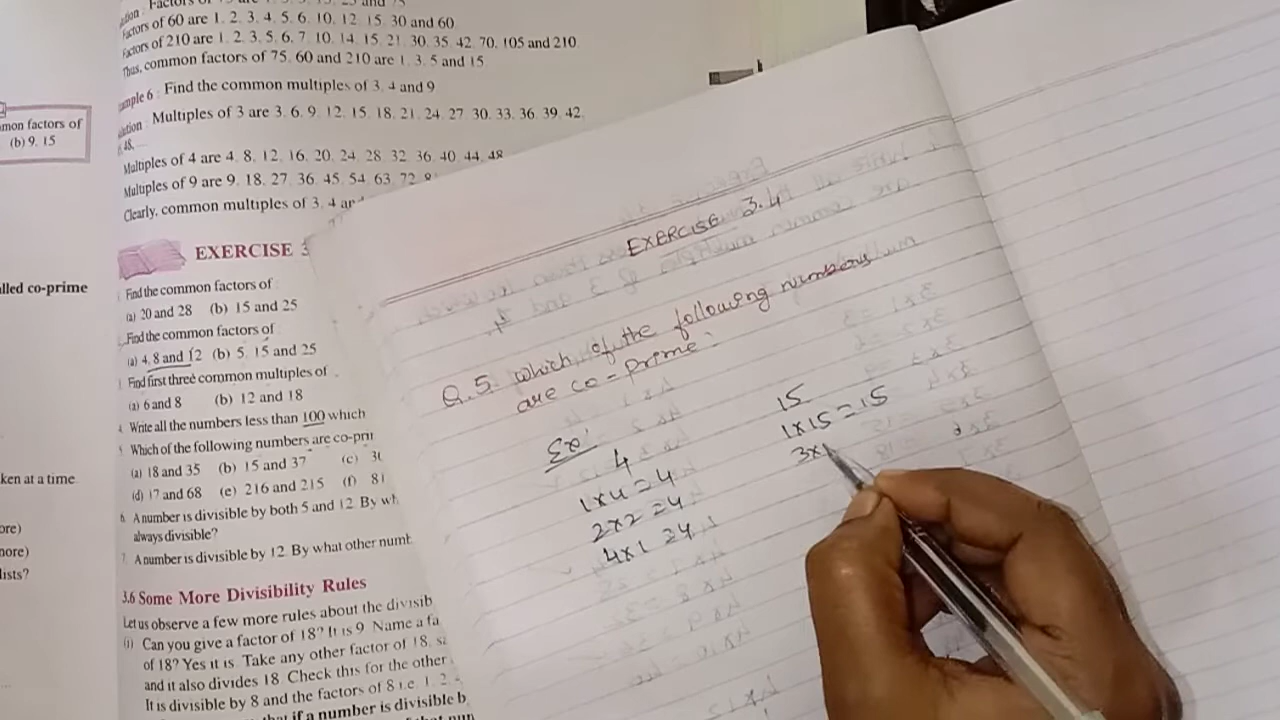 Factors of 60 are 1. 2. 3. 4. 5. 6. 10. 12. 15. 30 and 60
Factors of 210 are 1. 2. 3. 5. 6. 7. 10. 14. 15. 21. 30. 35. 42. 70. 105 and 210
Thus, common factors of 75. 60 and 210 are 1. 3. 5 and 15
Find the common multiples of 3. 4 and 9
Multiples of 3 are 3. 6. 9. 12. 15. 18. 21. 24. 27 30. 33. 36. 39. 42.
48.
Multiples of 4 are 4. 8. 12. 16. 20. 24 28 32. 36. 40 44. 48
Multiples of 9 are 9. 18. 27. 36. 45. 54. 63. 72
Clearly, common multiples of 3. 4
factors of
(b) 9. 15
co-prime
taken at a time
EXERCISE 3
Find the common factors of
(a) 20 and 28 (b) 15 and 25
Find the common factors of
(a) 4, 8 and 12 (b) 5. 15 and 25
Find first three common multiples of
(a) 6 and 8 (b) 12 and 18
4. Write all the numbers less than 100 which
5 Which of the following numbers are
(a) 18 and 35 (b) 15 and 37 (c)
(d) 17 and 68 (e) 216 and 215 (f)
6. A number is divisible by both 5 and 12 By
always divisible?
7 A number is divisible by 12 By what other
3.6 Some More Divisibility Rules
Let us observe a few more rules about the
(i) Can you give a factor of 18? It is 9 Name a
of 18? Yes it is. Take any other factor of 18.
and it also divides 18 Check this for the other
It is divisible by 8 and the factors of 8 i.e. 1. 2
if a number is divisible b
EXERCISE 3.4
Q.5. Which of the following numbers
are co-prime:
Ex:
4
1x4=4
2x2=4
4x1=4
15
1x15=15
3x